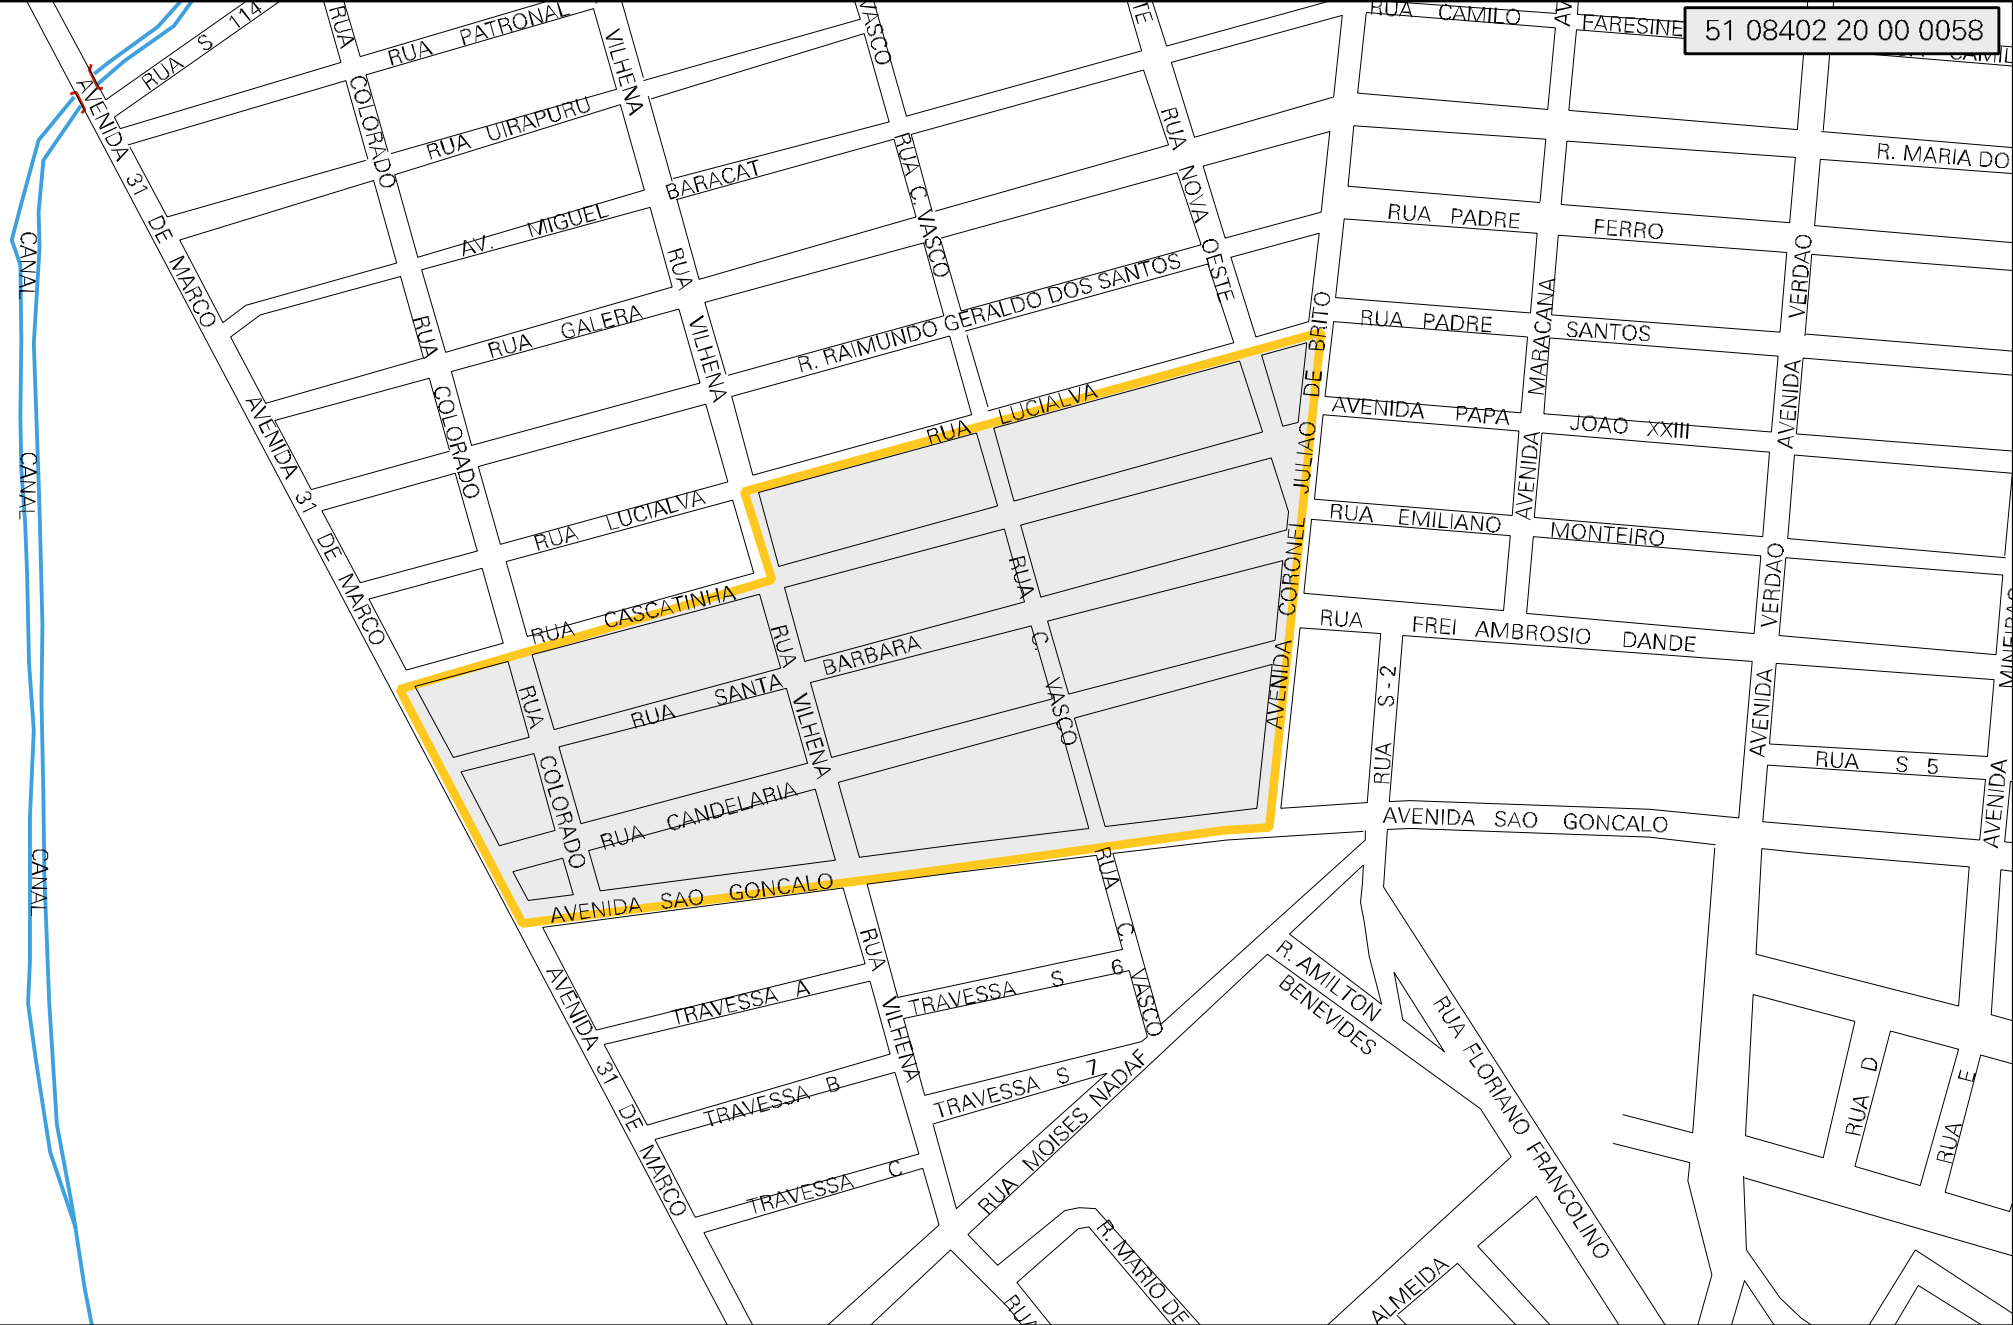 51 08402 20 00 0058
RUA S 114
RUA
RUA PATRONAL
VASCO
TE
RUA CAMILO
AV
FARESINE
CAMIL
AVENIDA 31 DE MARCO
COLORADO
VILHENA
RUA UIRAPURU
RUA
R. MARIA DO
RUA C. VASCO
BARACAT
AV. MIGUEL
NOVA OESTE
RUA PADRE FERRO
VERDAO
CANAL
RUA
RUA GALERA
R. RAIMUNDO GERALDO DOS SANTOS
RUA PADRE SANTOS
MARACANA
RUA
VILHENA
AVENIDA
RUA LUCIALVA
AVENIDA PAPA JOAO XXIII
AVENIDA
COLORADO
AVENIDA 31 DE MARCO
CANAL
RUA LUCIALVA
RUA EMILIANO MONTEIRO
AVENIDA CORONEL JULIAO DE BRITO
VERDAO
RUA CASCATINHA
RUA C. VASCO
RUA FREI AMBROSIO DANDE
MINEIRAO
RUA VILHENA
RUA SANTA BARBARA
RUA S-2
AVENIDA
RUA COLORADO
RUA S 5
RUA CANDELARIA
AVENIDA SAO GONCALO
AVENIDA
CANAL
AVENIDA SAO GONCALO
RUA C. VASCO
RUA VILHENA
AVENIDA 31 DE MARCO
TRAVESSA A
TRAVESSA S 6
R. AMILTON
BENEVIDES
RUA FLORIANO FRANCOLINO
TRAVESSA B
TRAVESSA S 7
RUA MOISES NADAF
RUA D
RUA E
TRAVESSA C
R. MARIO DE
ALMEIDA
RUA